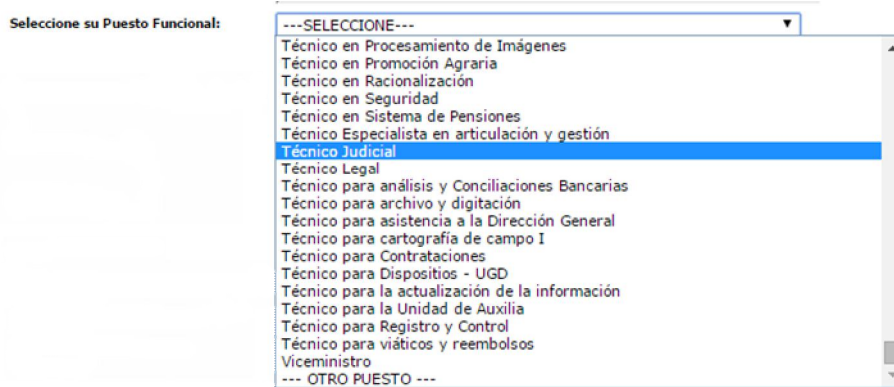 Seleccione su Puesto Funcional:
---SELECCIONE---
Técnico en Procesamiento de Imágenes
Técnico en Promoción Agraria
Técnico en Racionalización
Técnico en Seguridad
Técnico en Sistema de Pensiones
Técnico Especialista en articulación y gestión
Técnico Judicial
Técnico Legal
Técnico para análisis y Conciliaciones Bancarias
Técnico para archivo y digitación
Técnico para asistencia a la Dirección General
Técnico para cartografía de campo I
Técnico para Contrataciones
Técnico para Dispositios - UGD
Técnico para la actualización de la información
Técnico para la Unidad de Auxilia
Técnico para Registro y Control
Técnico para viáticos y reembolsos
Viceministro
--- OTRO PUESTO ---